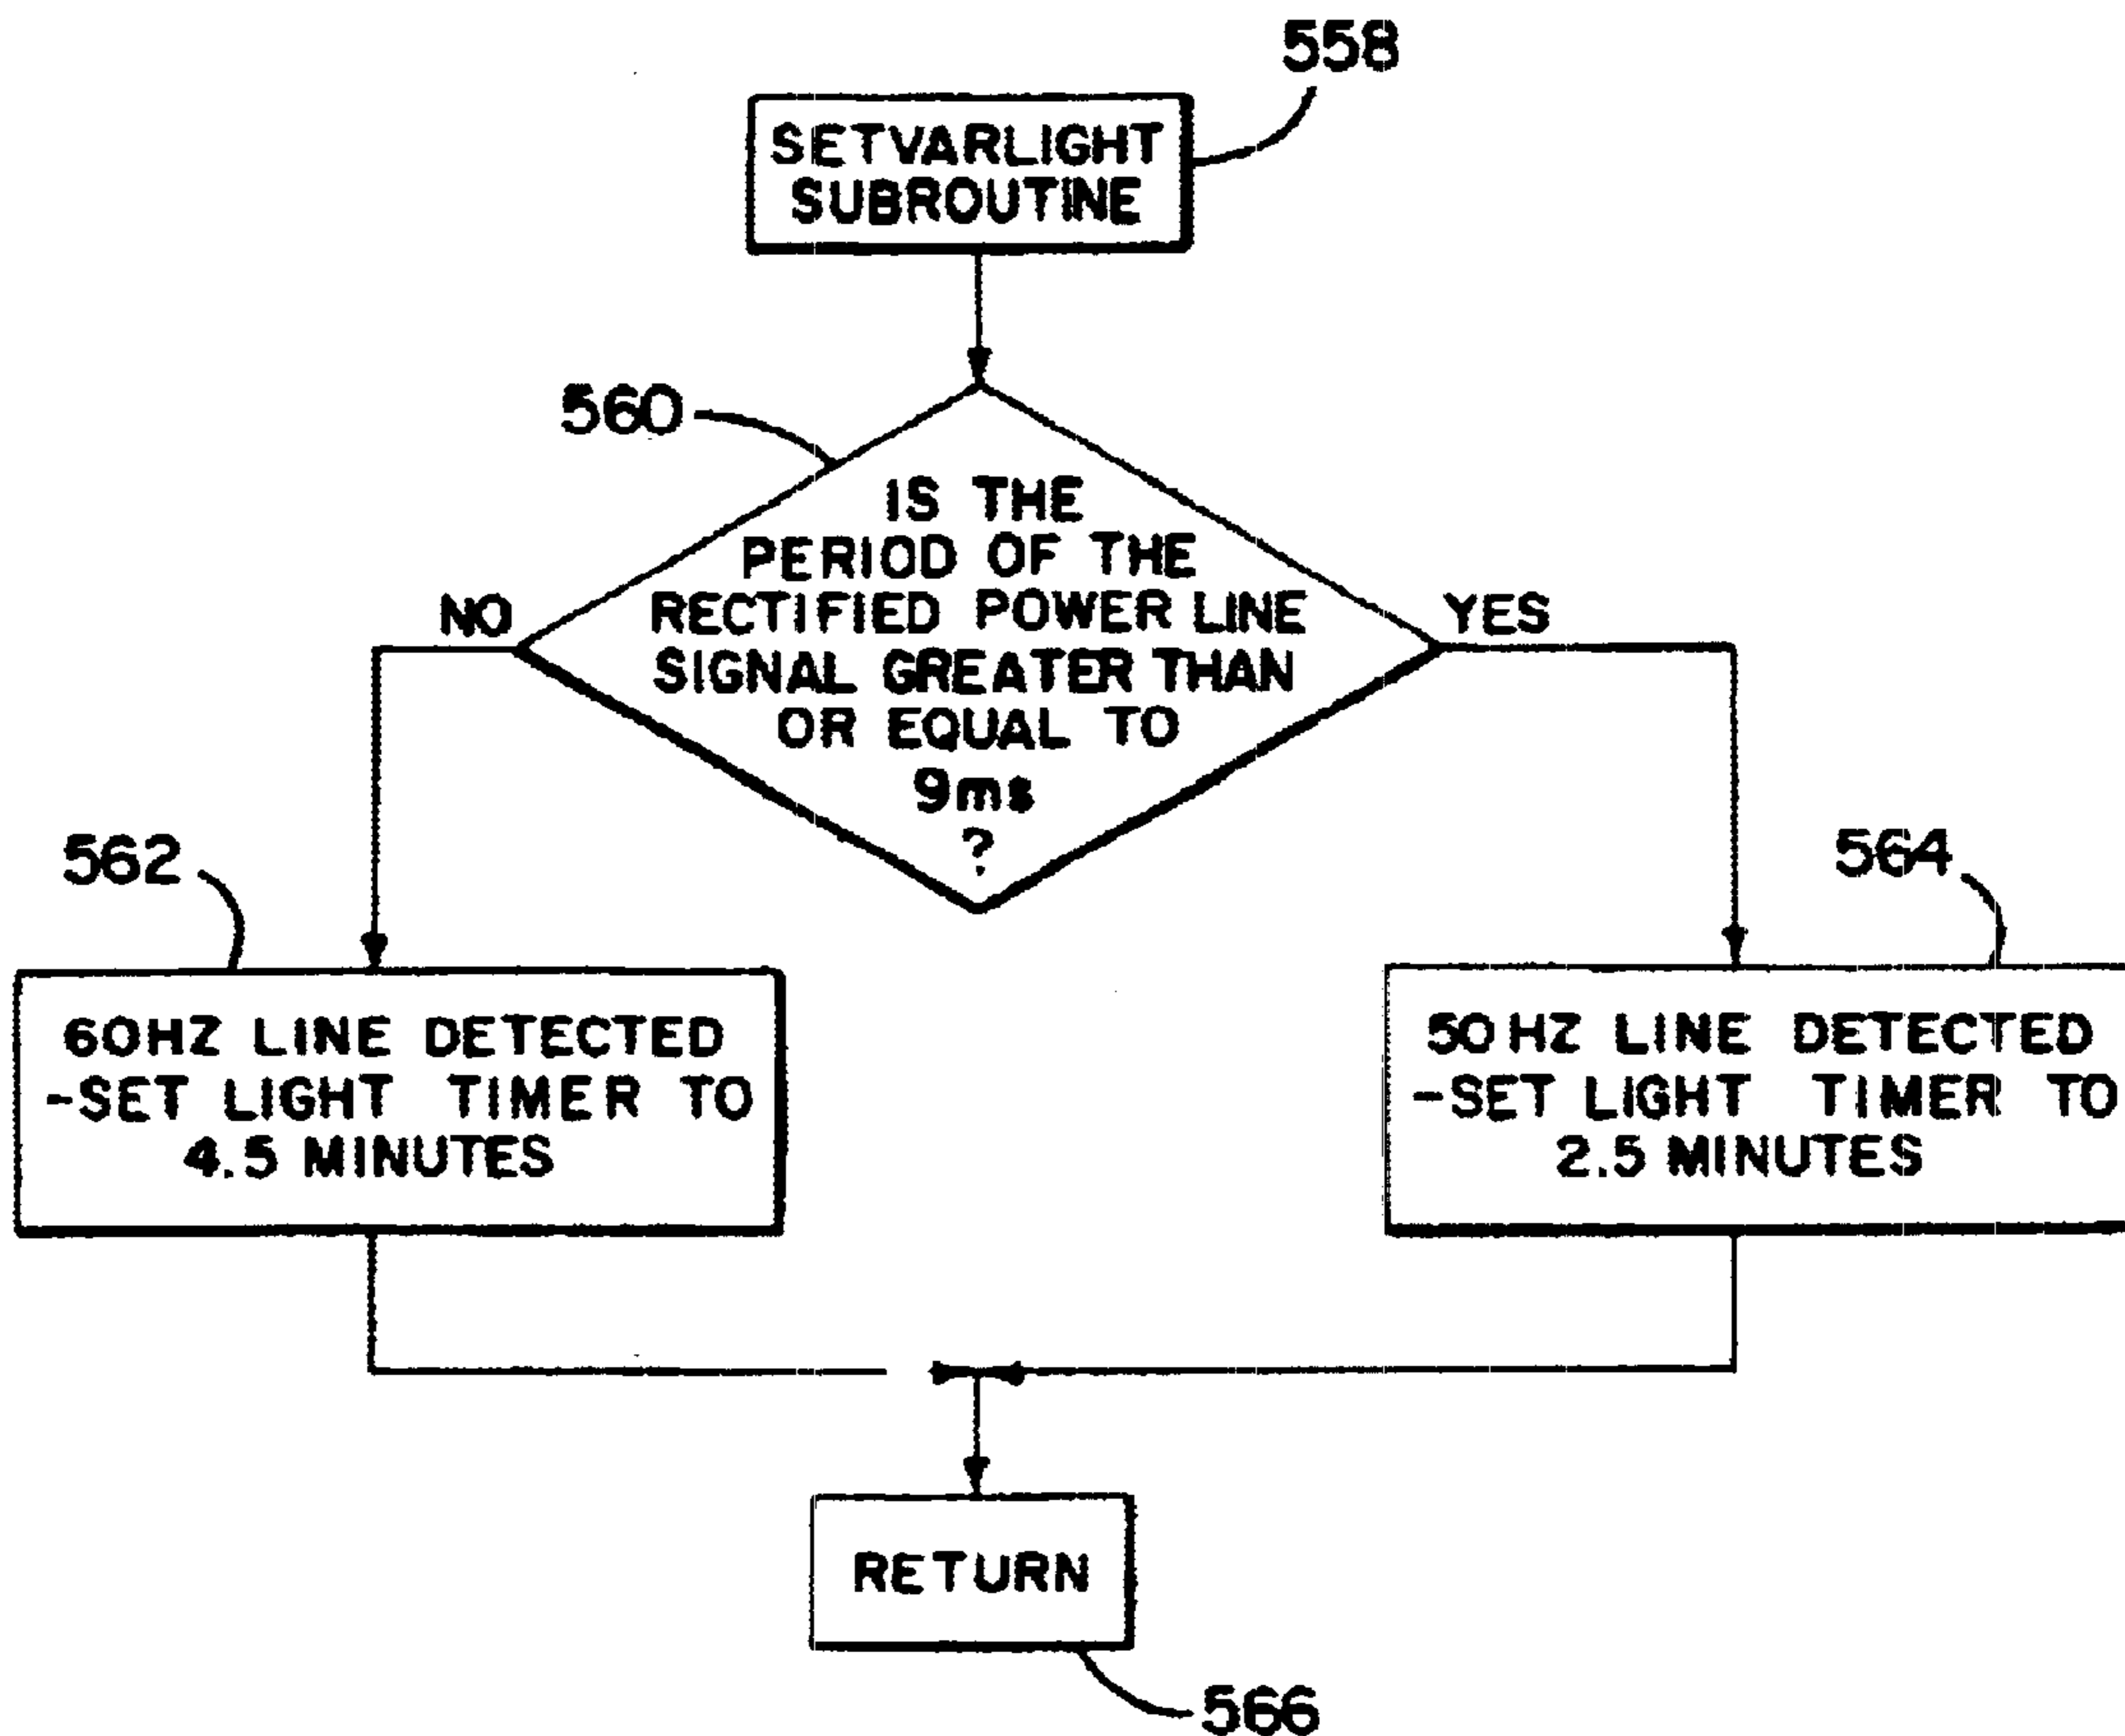 558
SETVARLIGHT
SUBROUTINE
560
IS THE
PERIOD OF THE
RECTIFIED POWER LINE
SIGNAL GREATER THAN
OR EQUAL TO
9ms
?
NO
YES
562
60HZ LINE DETECTED
-SET LIGHT TIMER TO
4.5 MINUTES
564
50HZ LINE DETECTED
-SET LIGHT TIMER TO
2.5 MINUTES
RETURN
566